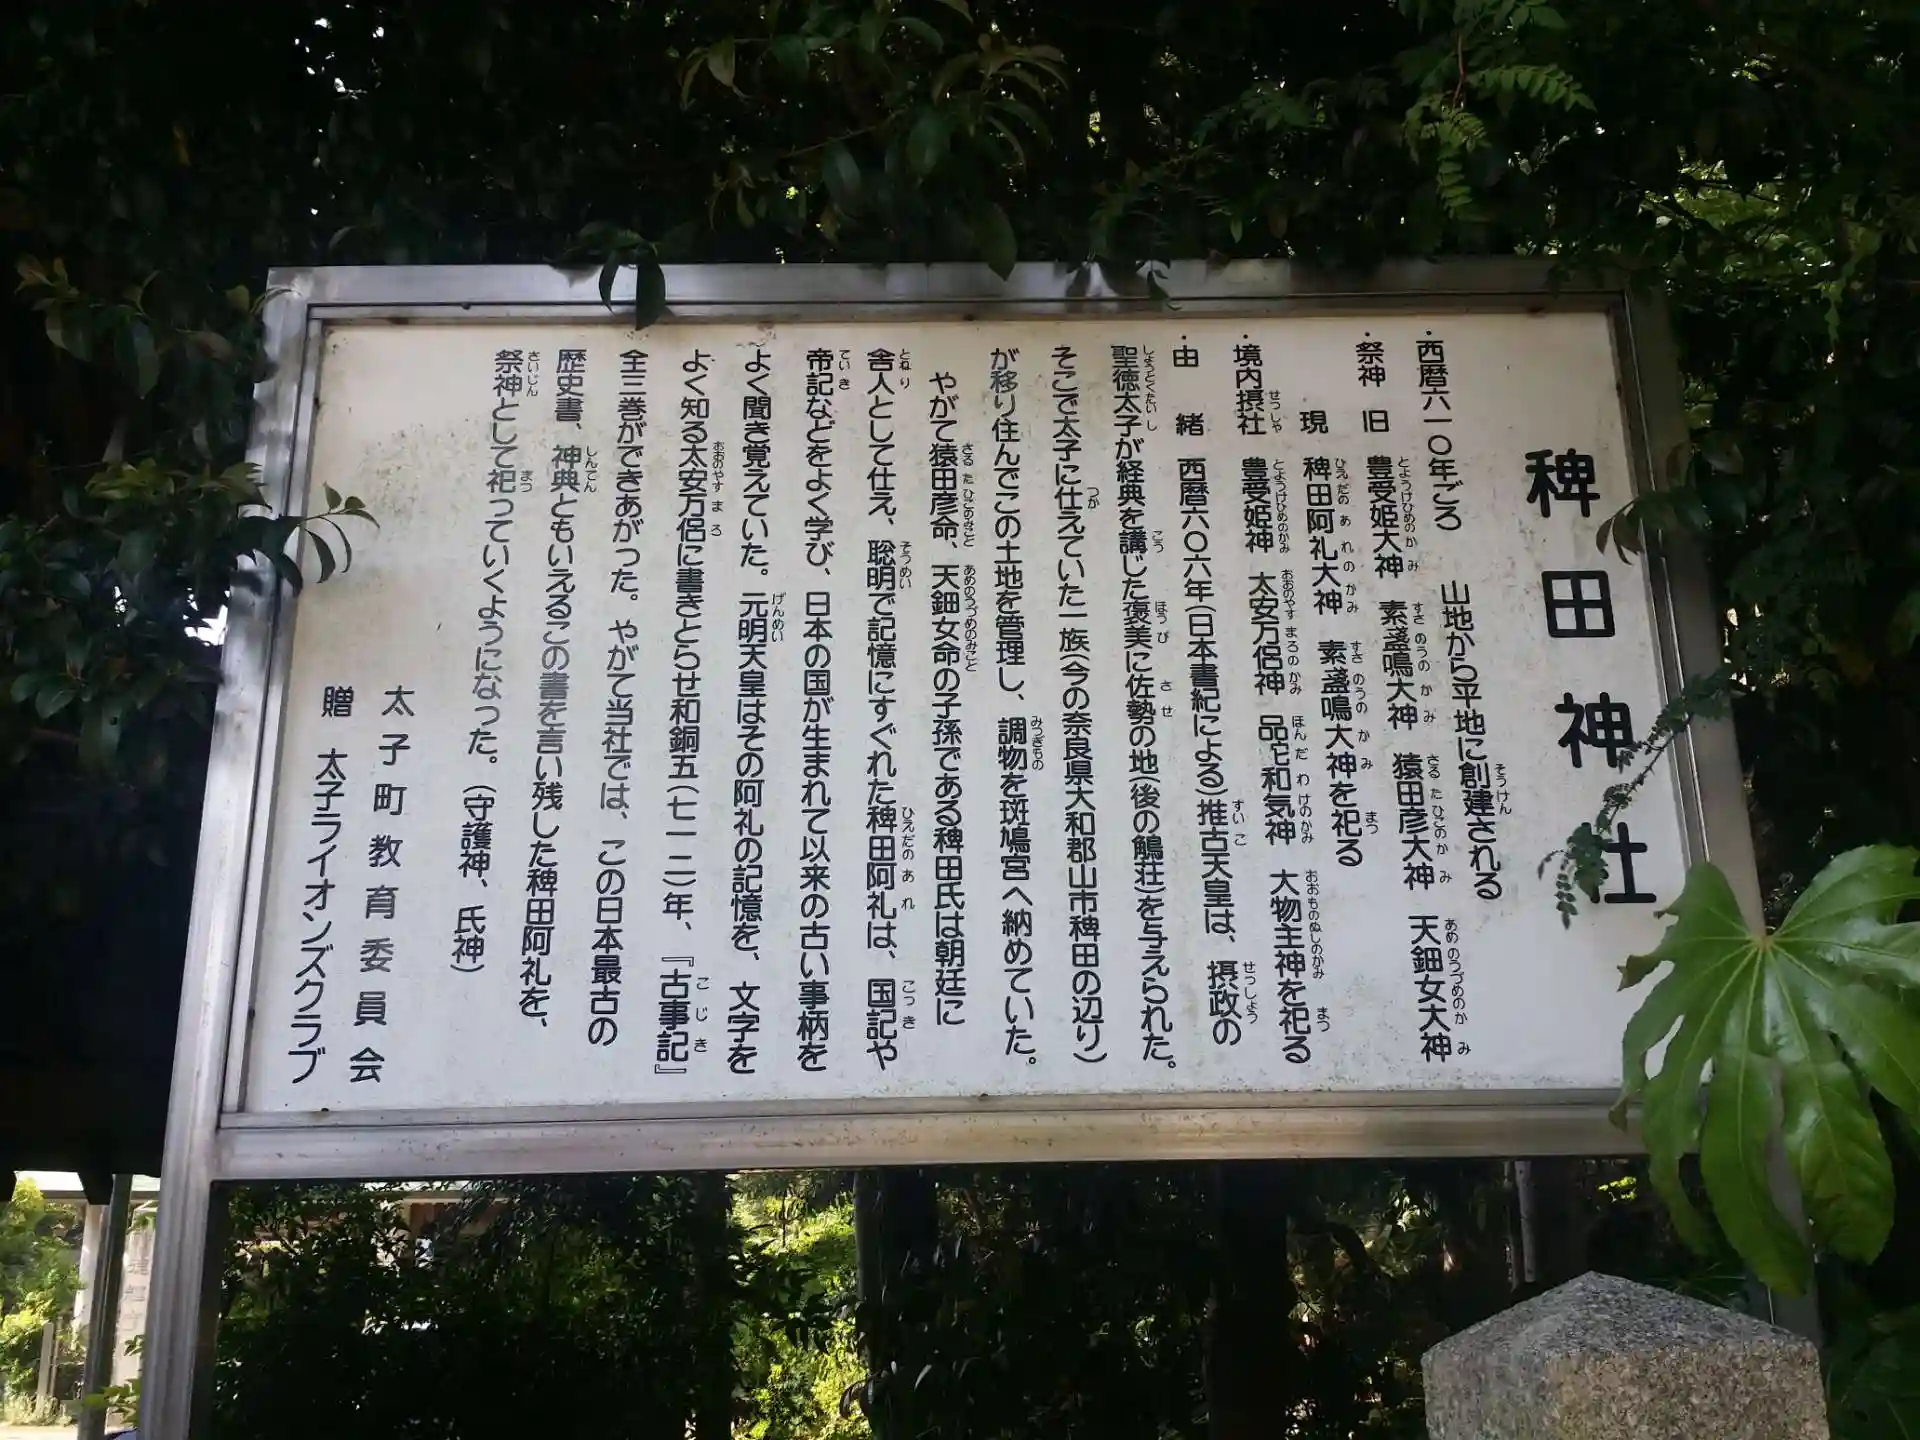 稗田神社
・西暦六一〇年ごろ　山地から平地に創建される
・祭神　旧　豊受姫大神　素盞鳴大神　猿田彦大神　天鈿女大神
現　稗田阿礼大神　素盞鳴大神を祀る
・境内摂社　豊受姫神　太安万侶神　品陀和気神　大物主神を祀る
・由　緒　西暦六〇六年(日本書紀による)推古天皇は、摂政の
聖徳太子が経典を講じた褒美に佐勢の地(後の鵤荘)を与えられた。
そこで太子に仕えていた一族(今の奈良県大和郡山市稗田の辺り)
が移り住んでこの土地を管理し、調物を斑鳩宮へ納めていた。
やがて猿田彦命、天鈿女命の子孫である稗田氏は朝廷に
舎人として仕え、聡明で記憶にすぐれた稗田阿礼は、国記や
帝記などをよく学び、日本の国が生まれて以来の古い事柄を
よく聞き覚えていた。元明天皇はその阿礼の記憶を、文字を
よく知る太安万侶に書きとらせ和銅五(七一二)年、『古事記』
全三巻ができあがった。やがて当社では、この日本最古の
歴史書、神典ともいえるこの書を言い残した稗田阿礼を、
祭神として祀っていくようになった。(守護神、氏神)
太子町教育委員会
贈　太子ライオンズクラブ